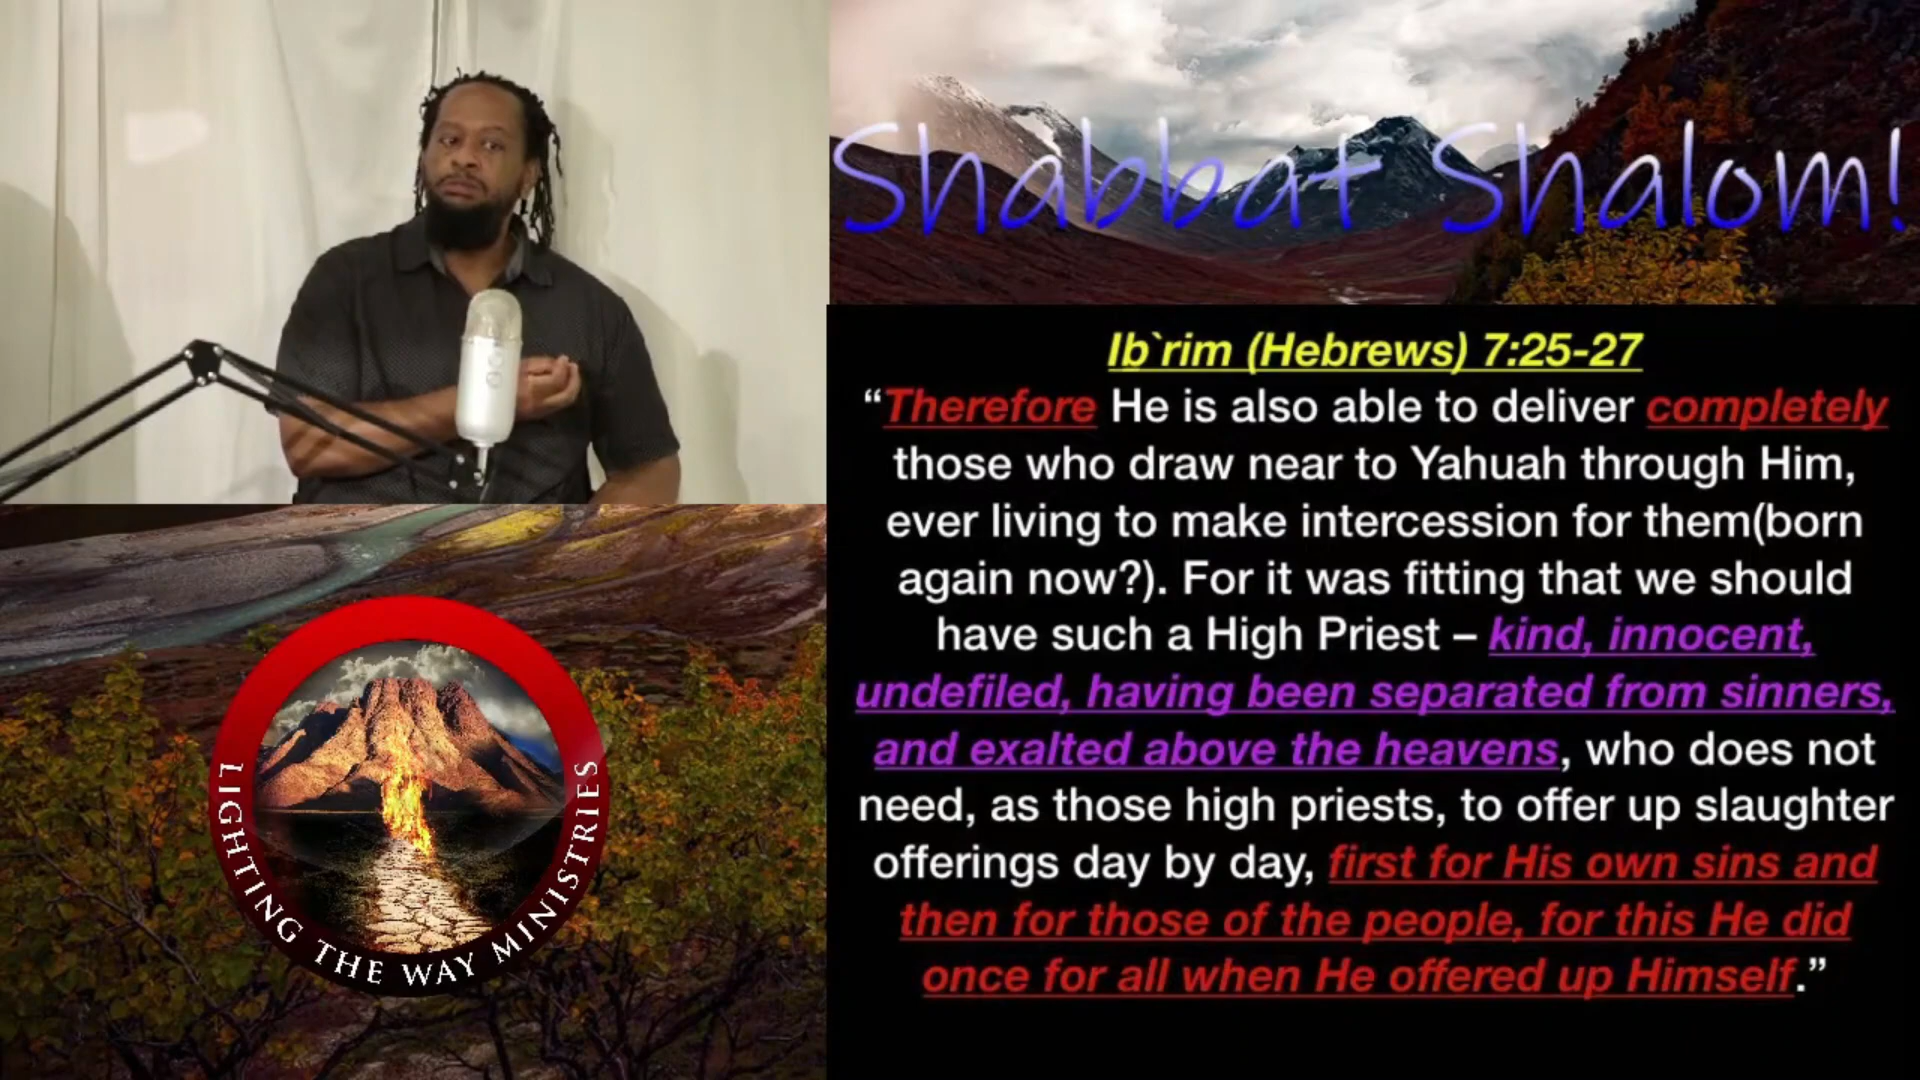 Shabbat Shalom!
Ib`rim (Hebrews) 7:25-27
“Therefore He is also able to deliver completely
those who draw near to Yahuah through Him,
ever living to make intercession for them(born
again now?). For it was fitting that we should
have such a High Priest – kind, innocent,
undefiled, having been separated from sinners,
and exalted above the heavens, who does not
need, as those high priests, to offer up slaughter
offerings day by day, first for His own sins and
then for those of the people, for this He did
once for all when He offered up Himself.”
LIGHTING THE WAY MINISTRIES